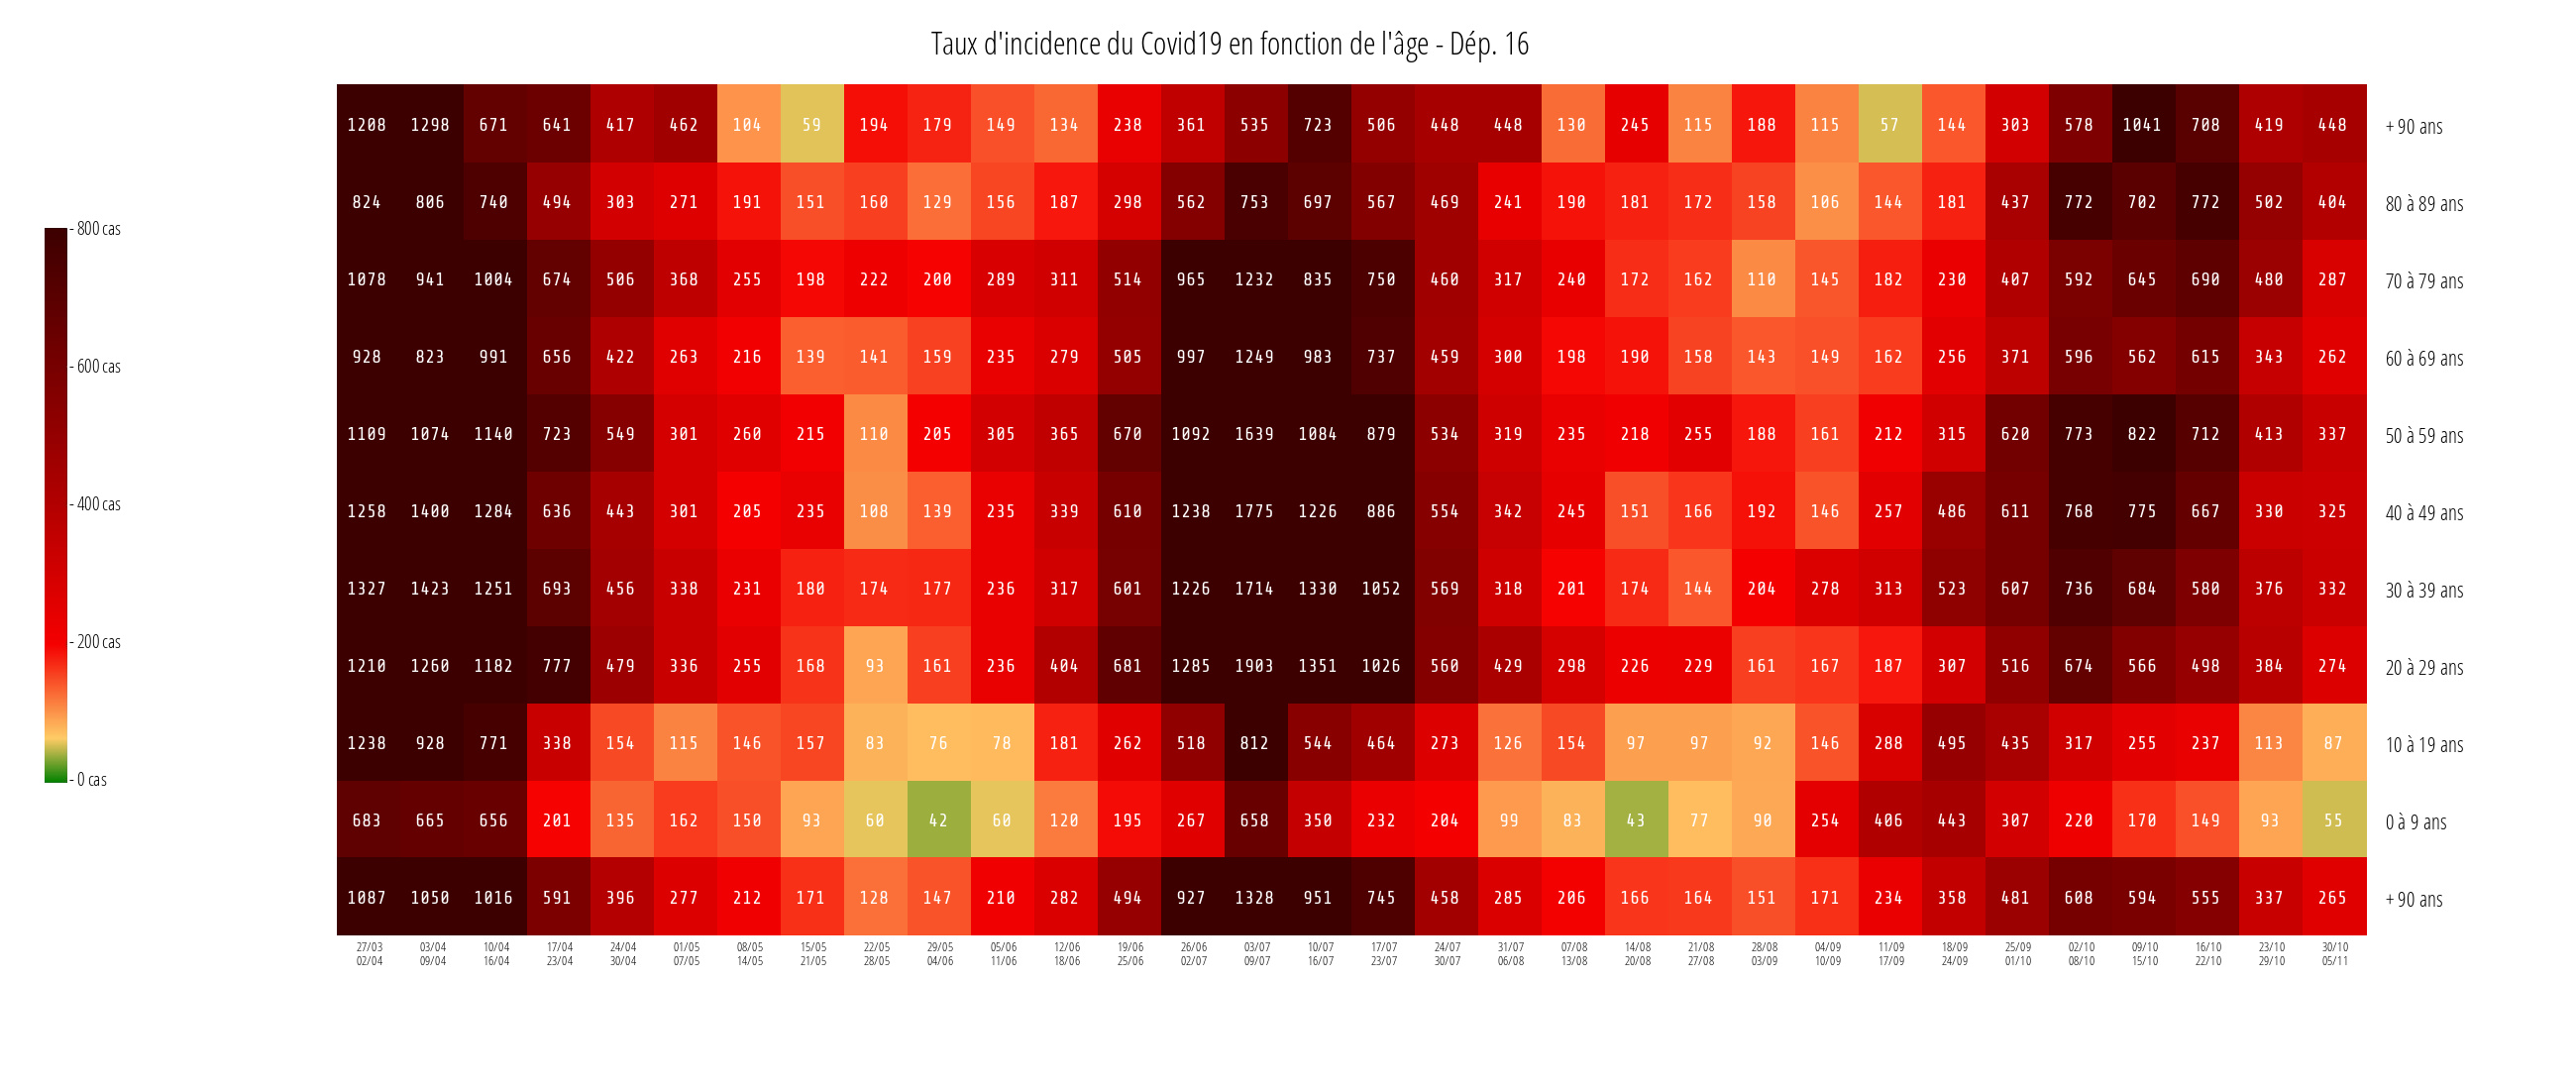 Taux d'incidence du Covid19 en fonction de l'âge - Dép. 16
- 800 cas
- 600 cas
- 400 cas
- 200 cas
- 0 cas
1208 1298 671 641 417 462 104 59 194 179 149 134 238 361 535 723 506 448 448 130 245 115 188 115 57 144 303 578 1041 708 419 448 + 90 ans
824 806 740 494 303 271 191 151 160 129 156 187 298 562 753 697 567 469 241 190 181 172 158 106 144 181 437 772 702 772 502 404 80 à 89 ans
1078 941 1004 674 506 368 255 198 222 200 289 311 514 965 1232 835 750 460 317 240 172 162 110 145 182 230 407 592 645 690 480 287 70 à 79 ans
928 823 991 656 422 263 216 139 141 159 235 279 505 997 1249 983 737 459 300 198 190 158 143 149 162 256 371 596 562 615 343 262 60 à 69 ans
1109 1074 1140 723 549 301 260 215 110 205 305 365 670 1092 1639 1084 879 534 319 235 218 255 188 161 212 315 620 773 822 712 413 337 50 à 59 ans
1258 1400 1284 636 443 301 205 235 108 139 235 339 610 1238 1775 1226 886 554 342 245 151 166 192 146 257 486 611 768 775 667 330 325 40 à 49 ans
1327 1423 1251 693 456 338 231 180 174 177 236 317 601 1226 1714 1330 1052 569 318 201 174 144 204 278 313 523 607 736 684 580 376 332 30 à 39 ans
1210 1260 1182 777 479 336 255 168 93 161 236 404 681 1285 1903 1351 1026 560 429 298 226 229 161 167 187 307 516 674 566 498 384 274 20 à 29 ans
1238 928 771 338 154 115 146 157 83 76 78 181 262 518 812 544 464 273 126 154 97 97 92 146 288 495 435 317 255 237 113 87 10 à 19 ans
683 665 656 201 135 162 150 93 60 42 60 120 195 267 658 350 232 204 99 83 43 77 90 254 406 443 307 220 170 149 93 55 0 à 9 ans
1087 1050 1016 591 396 277 212 171 128 147 210 282 494 927 1328 951 745 458 285 206 166 164 151 171 234 358 481 608 594 555 337 265 + 90 ans
27/03 03/04 10/04 17/04 24/04 01/05 08/05 15/05 22/05 29/05 05/06 12/06 19/06 26/06 03/07 10/07 17/07 24/07 31/07 07/08 14/08 21/08 28/08 04/09 11/09 18/09 25/09 02/10 09/10 16/10 23/10 30/10
02/04 09/04 16/04 23/04 30/04 07/05 14/05 21/05 28/05 04/06 11/06 18/06 25/06 02/07 09/07 16/07 23/07 30/07 06/08 13/08 20/08 27/08 03/09 10/09 17/09 24/09 01/10 08/10 15/10 22/10 29/10 05/11